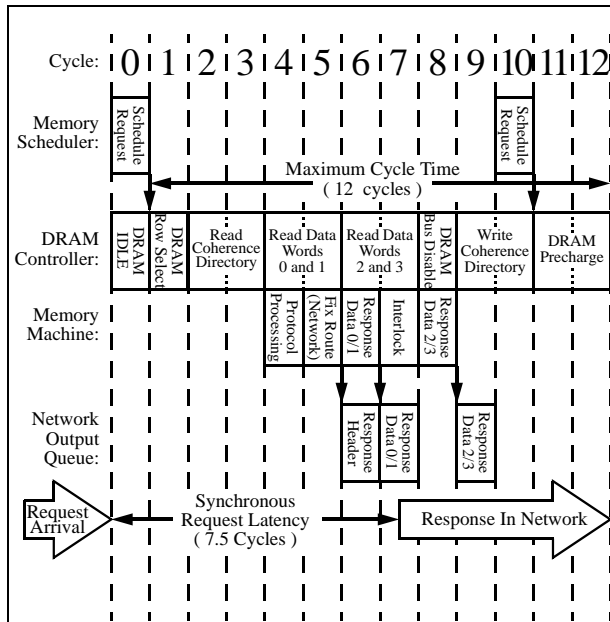 Cycle: 0 1 2 3 4 5 6 7 8 9 10 11 12
Memory
Scheduler:
Schedule
Request
Schedule
Request
Maximum Cycle Time
( 12 cycles )
DRAM
Controller:
DRAM
IDLE
DRAM
Row Select
Read
Coherence
Directory
Read Data
Words
0 and 1
Read Data
Words
2 and 3
DRAM
Bus Disable
Write
Coherence
Directory
DRAM
Precharge
Memory
Machine:
Protocol
Processing
Fix Route
(Network)
Response
Data 0/1
Interlock
Response
Data 2/3
Network
Output
Queue:
Response
Header
Response
Data 0/1
Response
Data 2/3
Request
Arrival
Synchronous
Request Latency
( 7.5 Cycles )
Response In Network